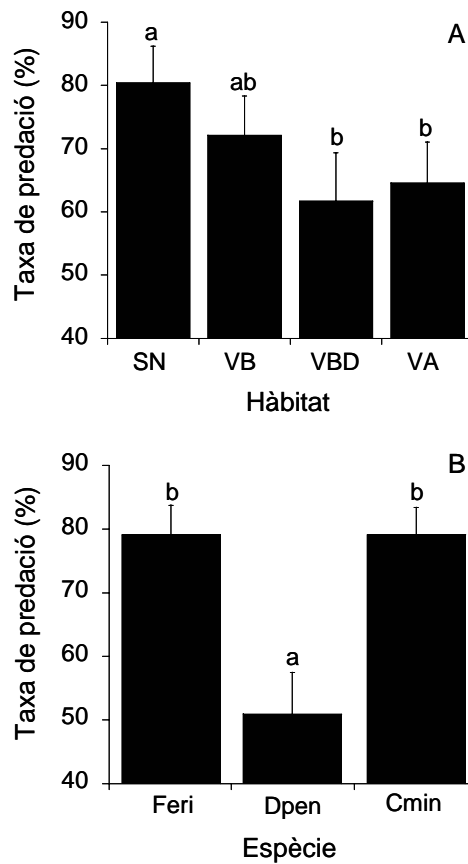 A
Taxa de predació (%)
90
80
70
60
50
40
a
ab
b
b
SN VB VBD VA
Hàbitat
B
Taxa de predació (%)
90
80
70
60
50
40
b
a
b
Feri Dpen Cmin
Espècie